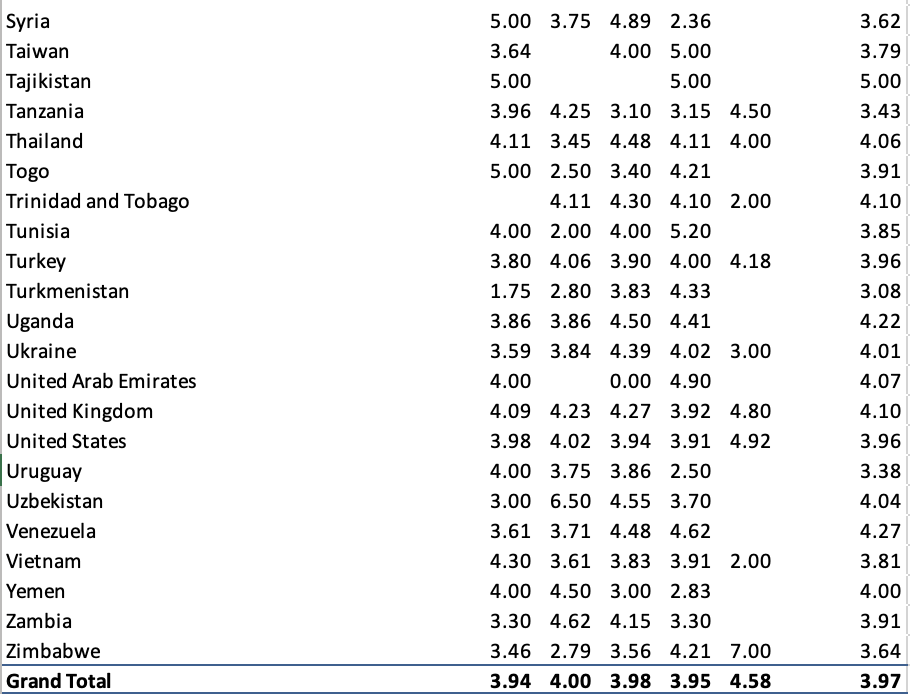 Syria 5.00 3.75 4.89 2.36 3.62
Taiwan 3.64 4.00 5.00 3.79
Tajikistan 5.00 5.00 5.00
Tanzania 3.96 4.25 3.10 3.15 4.50 3.43
Thailand 4.11 3.45 4.48 4.11 4.00 4.06
Togo 5.00 2.50 3.40 4.21 3.91
Trinidad and Tobago 4.11 4.30 4.10 2.00 4.10
Tunisia 4.00 2.00 4.00 5.20 3.85
Turkey 3.80 4.06 3.90 4.00 4.18 3.96
Turkmenistan 1.75 2.80 3.83 4.33 3.08
Uganda 3.86 3.86 4.50 4.41 4.22
Ukraine 3.59 3.84 4.39 4.02 3.00 4.01
United Arab Emirates 4.00 0.00 4.90 4.07
United Kingdom 4.09 4.23 4.27 3.92 4.80 4.10
United States 3.98 4.02 3.94 3.91 4.92 3.96
Uruguay 4.00 3.75 3.86 2.50 3.38
Uzbekistan 3.00 6.50 4.55 3.70 4.04
Venezuela 3.61 3.71 4.48 4.62 4.27
Vietnam 4.30 3.61 3.83 3.91 2.00 3.81
Yemen 4.00 4.50 3.00 2.83 4.00
Zambia 3.30 4.62 4.15 3.30 3.91
Zimbabwe 3.46 2.79 3.56 4.21 7.00 3.64
Grand Total 3.94 4.00 3.98 3.95 4.58 3.97